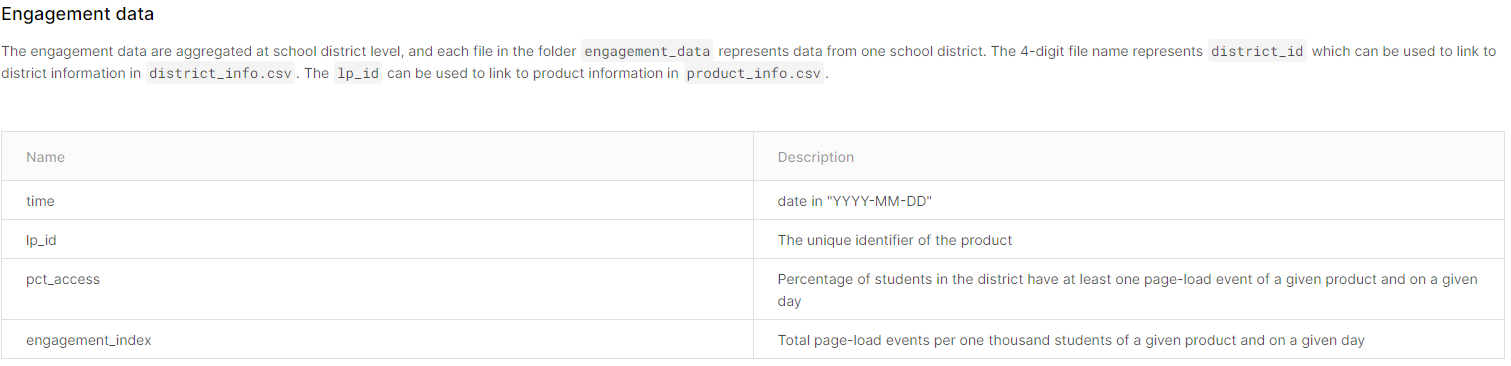 Engagement data
The engagement data are aggregated at school district level, and each file in the folder engagement_data represents data from one school district. The 4-digit file name represents district_id which can be used to link to
district information in district_info.csv. The lp_id can be used to link to product information in product_info.csv.
Name Description
time date in "YYYY-MM-DD"
lp_id The unique identifier of the product
pct_access Percentage of students in the district have at least one page-load event of a given product and on a given
day
engagement_index Total page-load events per one thousand students of a given product and on a given day